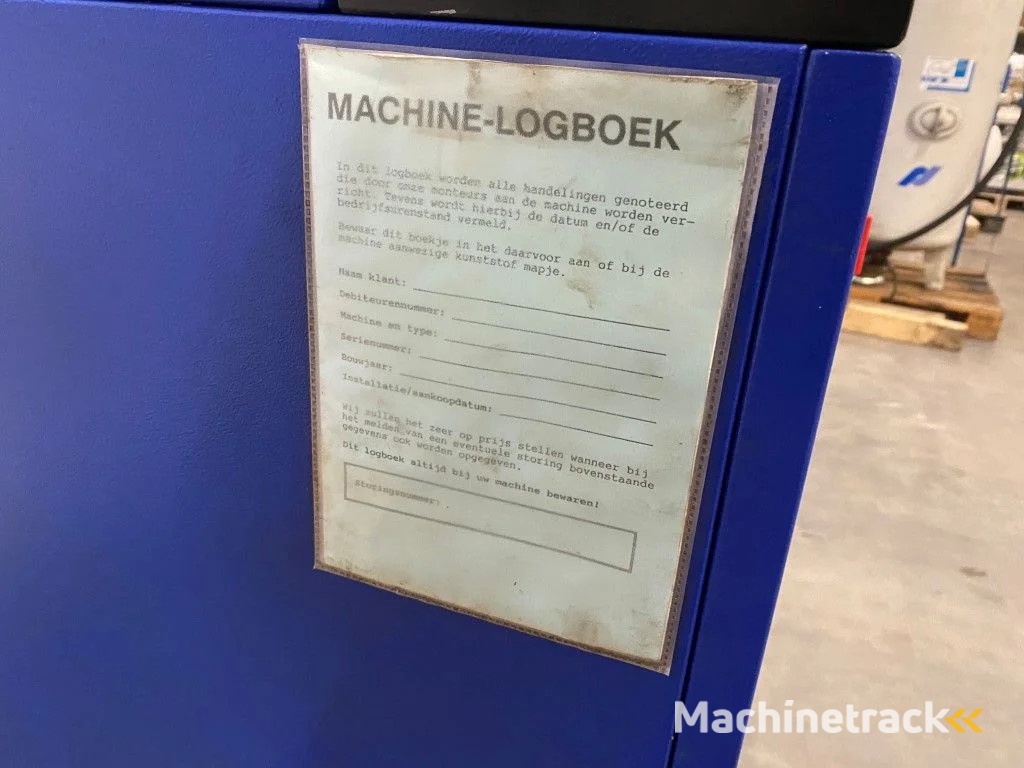 MACHINE-LOGBOEK
In dit logboek worden alle handelingen genoteerd
die door onze monteurs aan de machine worden ver-
richt. Tevens wordt hierbij de datum en/of de
bedrijfsurenstand vermeld.
Bewaar dit boekje in het daarvoor aan of bij de
machine aanwezige kunststof mapje.
Naam klant:
Debiteurennummer:
Machine en type:
Serienummer:
Bouwjaar:
Installatie/aankoopdatum:
Wij zullen het zeer op prijs stellen wanneer bij
het melden van een eventuele storing bovenstaande
gegevens ook worden opgegeven.
Dit logboek altijd bij uw machine bewaren!
Storingsnummer:
Machinetrack